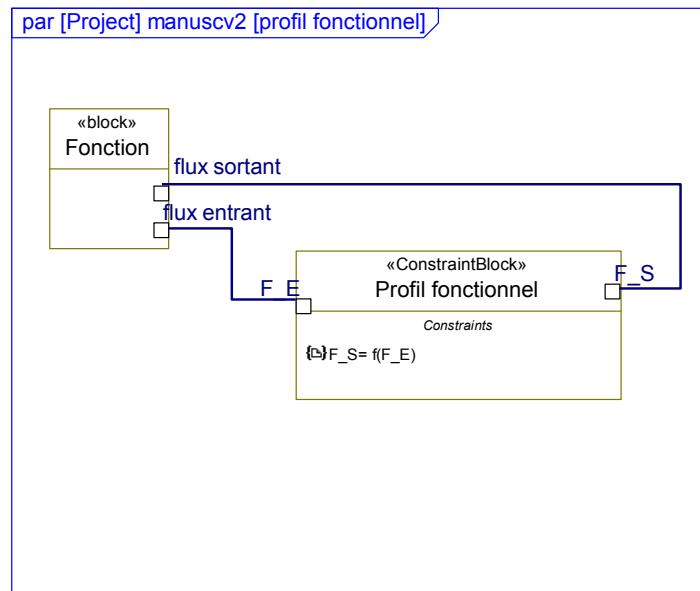 par [Project] manuscv2 [profil fonctionnel]
«block»
Fonction
flux sortant
flux entrant
«ConstraintBlock»
F_S
F_E
Profil fonctionnel
Constraints
F_S= f(F_E)